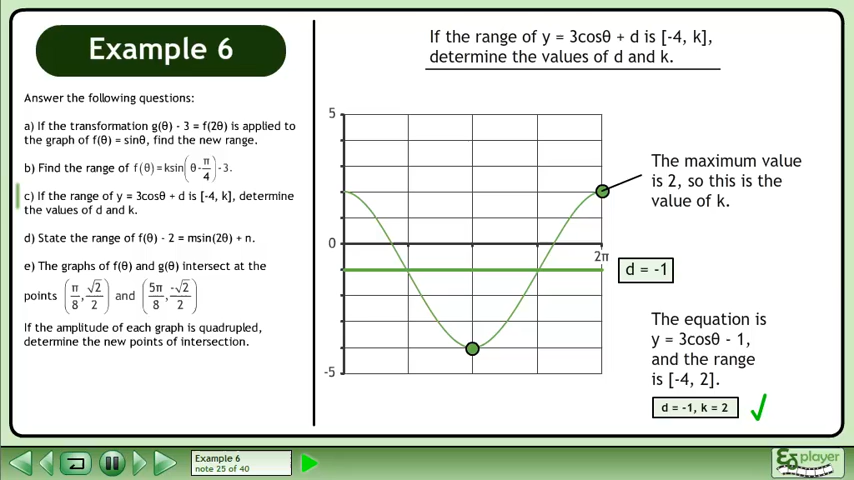 Example 6
Answer the following questions:
a) If the transformation g(θ) - 3 = f(2θ) is applied to
the graph of f(θ) = sinθ, find the new range.
b) Find the range of f(θ)=ksin(θ-π/4)-3.
c) If the range of y = 3cosθ + d is [-4, k], determine
the values of d and k.
d) State the range of f(θ) - 2 = msin(2θ) + n.
e) The graphs of f(θ) and g(θ) intersect at the
points (π/8, √2/2) and (5π/8, -√2/2)
If the amplitude of each graph is quadrupled,
determine the new points of intersection.
If the range of y = 3cosθ + d is [-4, k],
determine the values of d and k.
5
0
-5
2π
The maximum value
is 2, so this is the
value of k.
d = -1
The equation is
y = 3cosθ - 1,
and the range
is [-4, 2].
d = -1, k = 2 √
Example 6
note 25 of 40
player